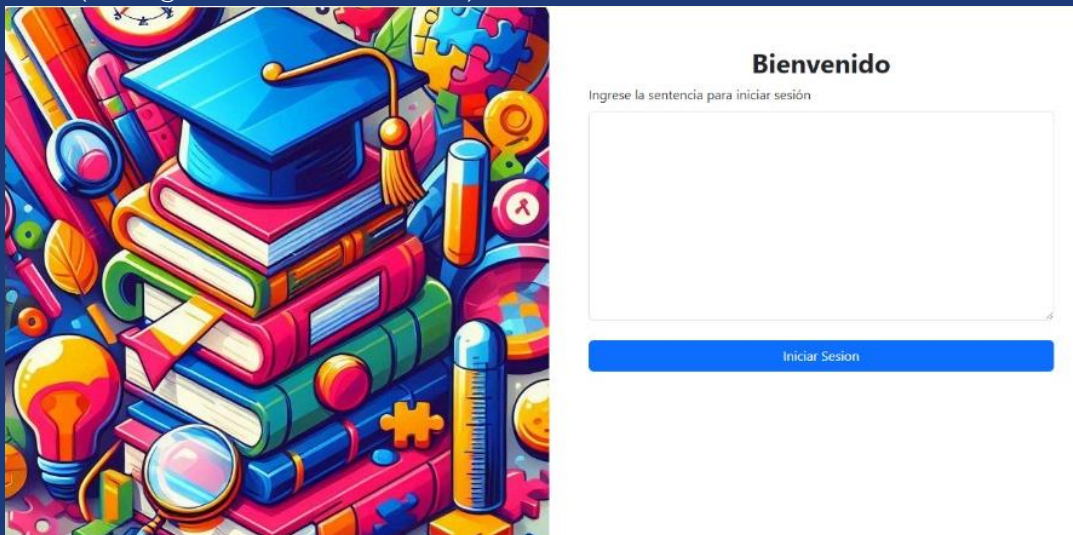 Bienvenido
Ingrese la sentencia para iniciar sesión
Iniciar Sesion